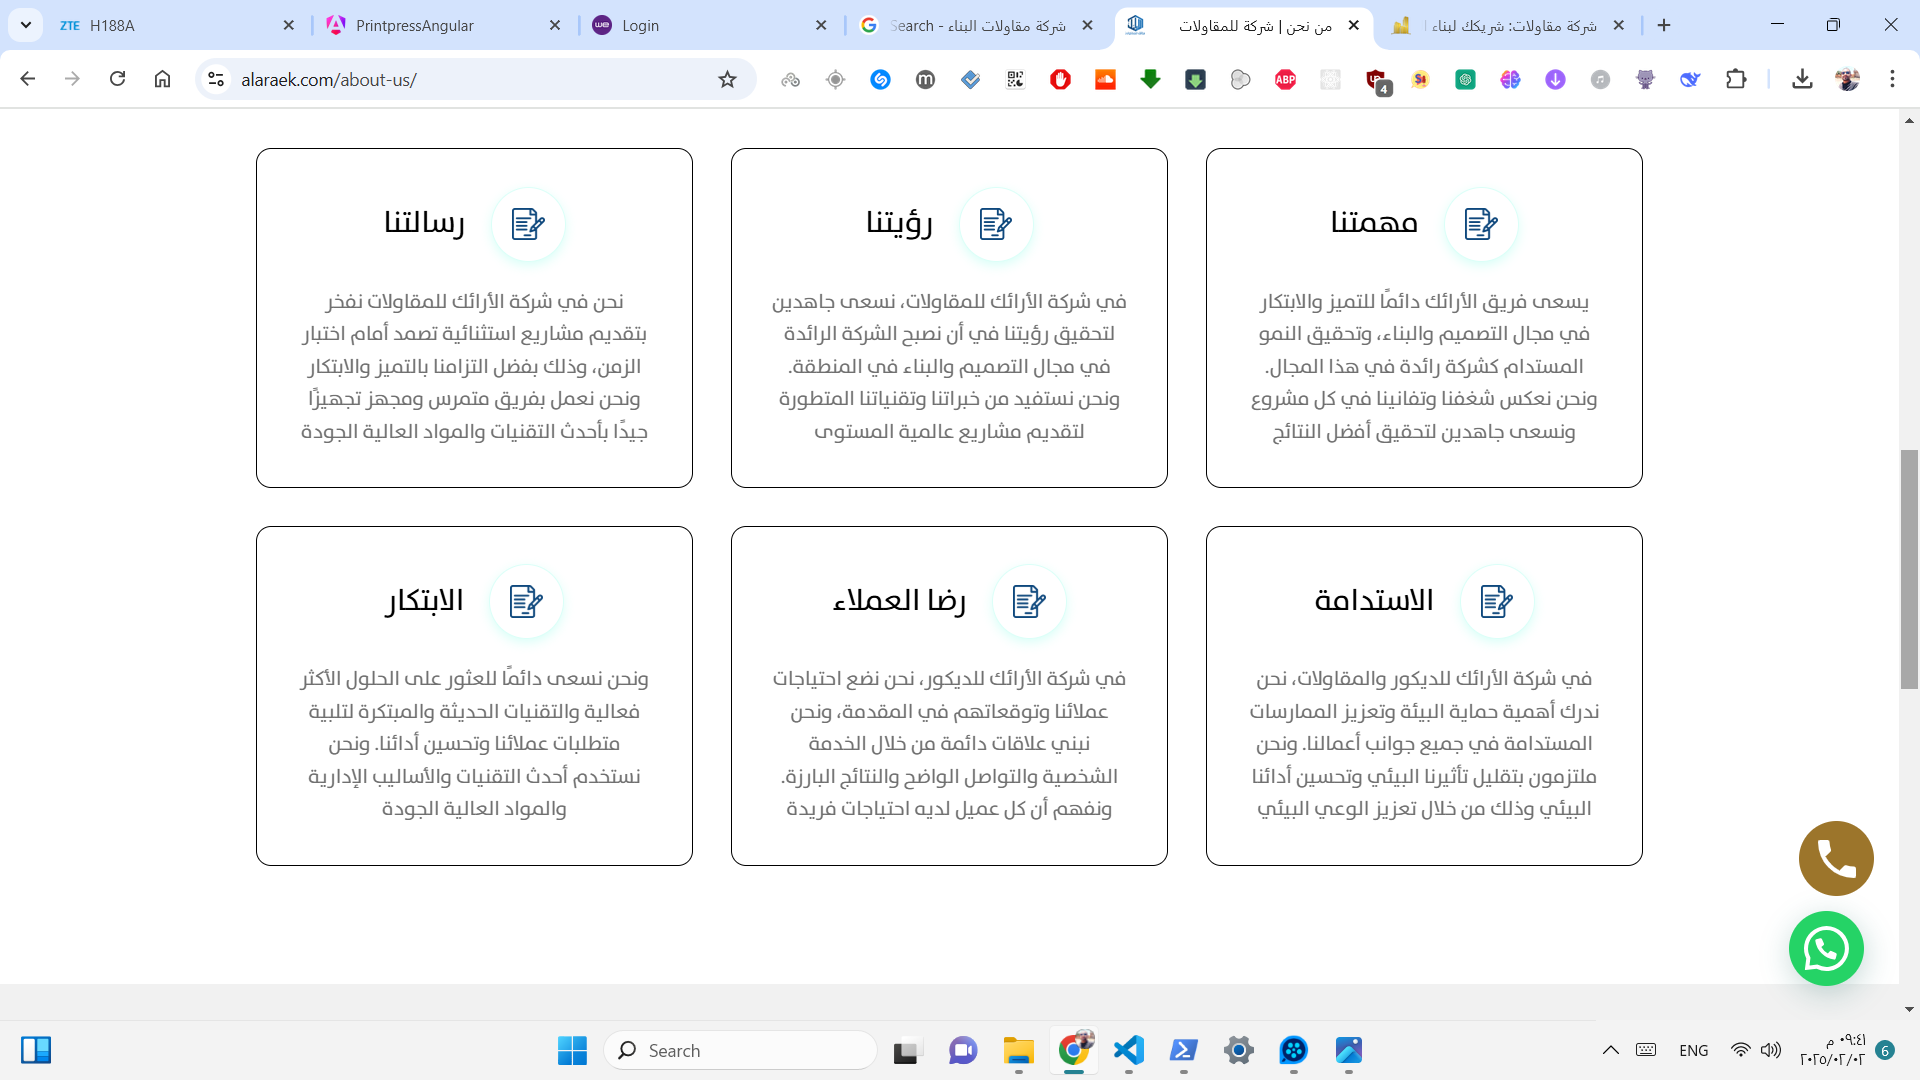 H188A
PrintpressAngular
Login
شركة مقاولات البناء - Search
من نحن | شركة للمقاولات
شركة مقاولات: شريكك لبناء
alaraek.com/about-us/
4
مهمتنا
يسعى فريق الأرائك دائمًا للتميز والابتكار
في مجال التصميم والبناء، وتحقيق النمو
المستدام كشركة رائدة في هذا المجال.
ونحن نعكس شغفنا وتفانينا في كل مشروع
ونسعى جاهدين لتحقيق أفضل النتائج
رؤيتنا
في شركة الأرائك للمقاولات، نسعى جاهدين
لتحقيق رؤيتنا في أن نصبح الشركة الرائدة
في مجال التصميم والبناء في المنطقة.
ونحن نستفيد من خبراتنا وتقنياتنا المتطورة
لتقديم مشاريع عالمية المستوى
رسالتنا
نحن في شركة الأرائك للمقاولات نفخر
بتقديم مشاريع استثنائية تصمد أمام اختبار
الزمن، وذلك بفضل التزامنا بالتميز والابتكار
ونحن نعمل بفريق متمرس ومجهز تجهيزًا
جيدًا بأحدث التقنيات والمواد العالية الجودة
الاستدامة
في شركة الأرائك للديكور والمقاولات، نحن
ندرك أهمية حماية البيئة وتعزيز الممارسات
المستدامة في جميع جوانب أعمالنا. ونحن
ملتزمون بتقليل تأثيرنا البيئي وتحسين أدائنا
البيئي وذلك من خلال تعزيز الوعي البيئي
رضا العملاء
في شركة الأرائك للديكور، نحن نضع احتياجات
عملائنا وتوقعاتهم في المقدمة، ونحن
نبني علاقات دائمة من خلال الخدمة
الشخصية والتواصل الواضح والنتائج البارزة.
ونفهم أن كل عميل لديه احتياجات فريدة
الابتكار
ونحن نسعى دائمًا للعثور على الحلول الأكثر
فعالية والتقنيات الحديثة والمبتكرة لتلبية
متطلبات عملائنا وتحسين أدائنا. ونحن
نستخدم أحدث التقنيات والأساليب الإدارية
والمواد العالية الجودة
Search
ENG
٠٩:٤١ م
٢٠٢٥/٠٢/٠٢
6